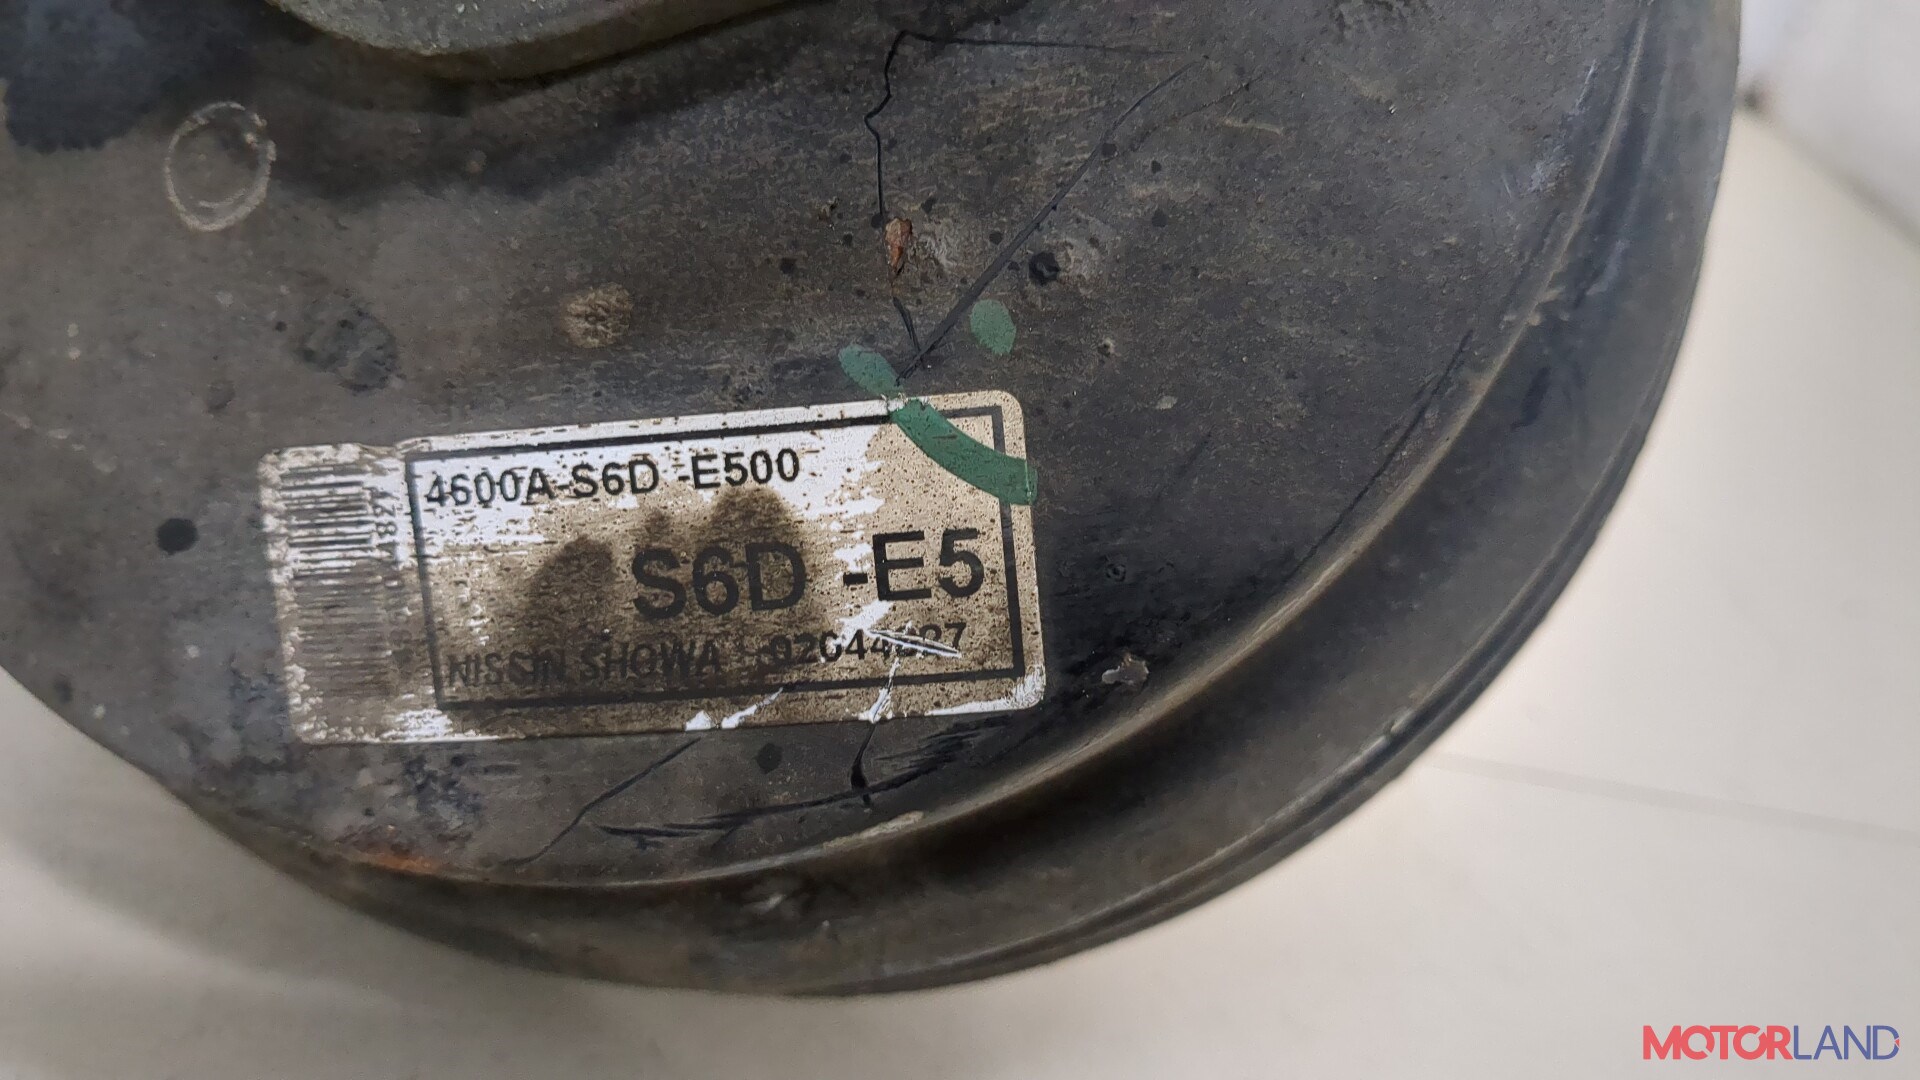 4600A-S6D -E500
S6D -E5
NISSIN SHOWA
MOTORLAND